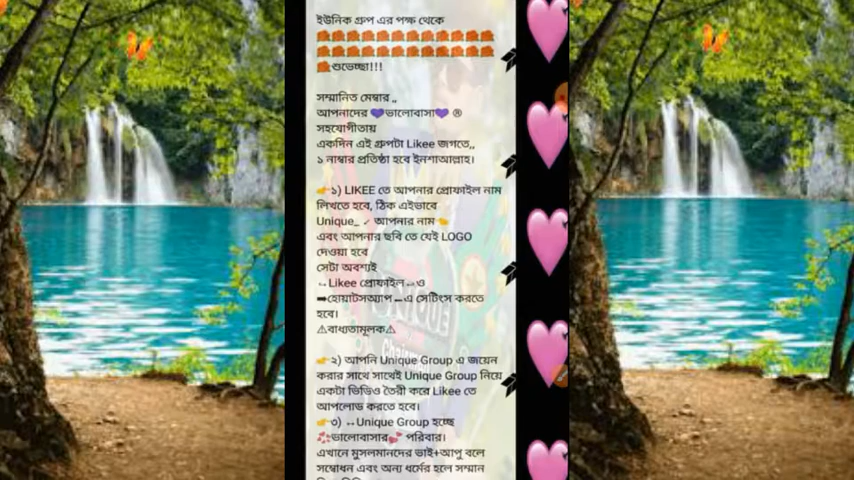 ইউনিক গ্রুপ এর পক্ষ থেকে
শুভেচ্ছা!!!
সম্মানিত মেম্বার ,,
আপনাদের 💜ভালোবাসা💜 ®
সহযোগীতায়
একদিন এই গ্রুপটা Likee জগতে,,
১ নাম্বার প্রতিষ্ঠা হবে ইনশাআল্লাহ।
👉১) LIKEE তে আপনার প্রোফাইল নাম
লিখতে হবে, ঠিক এইভাবে
Unique_ ✓ আপনার নাম👈
এবং আপনার ছবি তে যেই LOGO
দেওয়া হবে
সেটা অবশ্যই
↔Likee প্রোফাইল↔ও
➡হোয়াটসঅ্যাপ➖এ সেটিংস করতে
হবে।
⚠বাধ্যতামূলক⚠
👉২) আপনি Unique Group এ জয়েন
করার সাথে সাথেই Unique Group নিয়ে
একটা ভিডিও তৈরী করে Likee তে
আপলোড করতে হবে।
👉৩) ↔Unique Group হচ্ছে
💞ভালোবাসার💕 পরিবার।
এখানে মুসলমানদের ভাই+আপু বলে
সম্বোধন এবং অন্য ধর্মের হলে সম্মান